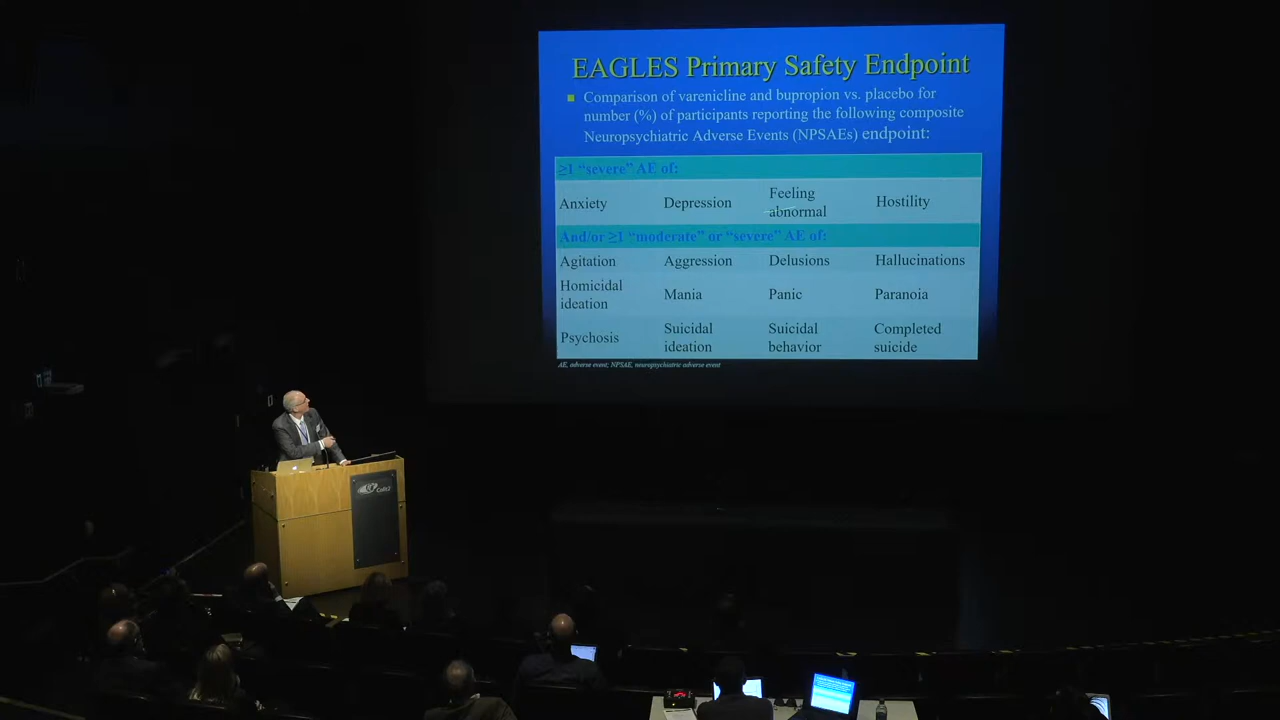 EAGLES Primary Safety Endpoint
Comparison of varenicline and bupropion vs. placebo for
number (%) of participants reporting the following composite
Neuropsychiatric Adverse Events (NPSAEs) endpoint:
≥1 “severe” AE of:
Anxiety Depression Feeling abnormal Hostility
And/or ≥1 “moderate” or “severe” AE of:
Agitation Aggression Delusions Hallucinations
Homicidal ideation Mania Panic Paranoia
Psychosis Suicidal ideation Suicidal behavior Completed suicide
AE, adverse event; NPSAE, neuropsychiatric adverse event